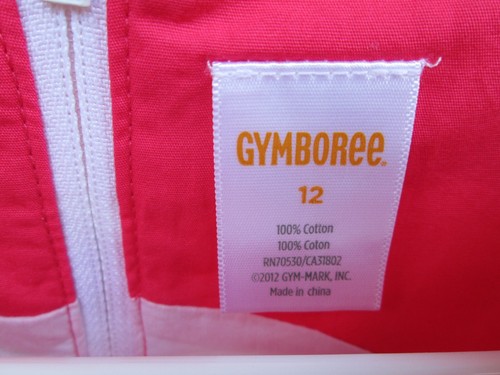 GYMBOREE
12
100% Cotton
100% Coton
RN70530/CA31802
©2012 GYM-MARK, INC.
Made in china